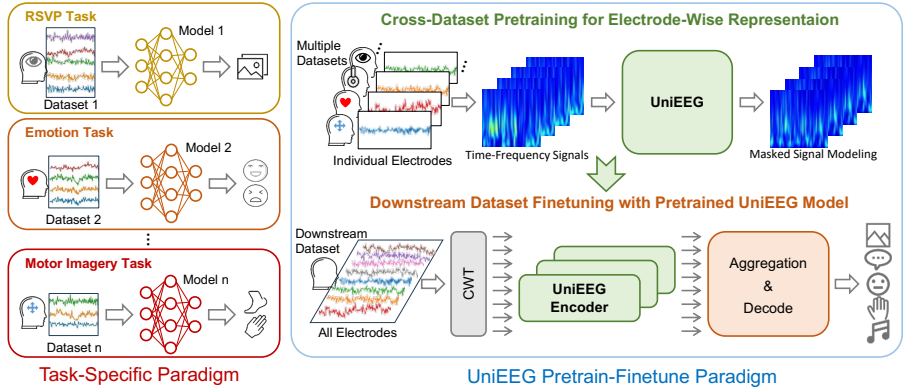 RSVP Task
Model 1
Dataset 1
Emotion Task
Model 2
Dataset 2
Motor Imagery Task
Model n
Dataset n
Task-Specific Paradigm
Cross-Dataset Pretraining for Electrode-Wise Representaion
Multiple
Datasets
Individual Electrodes
Time-Frequency Signals
UniEEG
Masked Signal Modeling
Downstream Dataset Finetuning with Pretrained UniEEG Model
Downstream
Dataset
All Electrodes
CWT
UniEEG
Encoder
Aggregation
&
Decode
UniEEG Pretrain-Finetune Paradigm